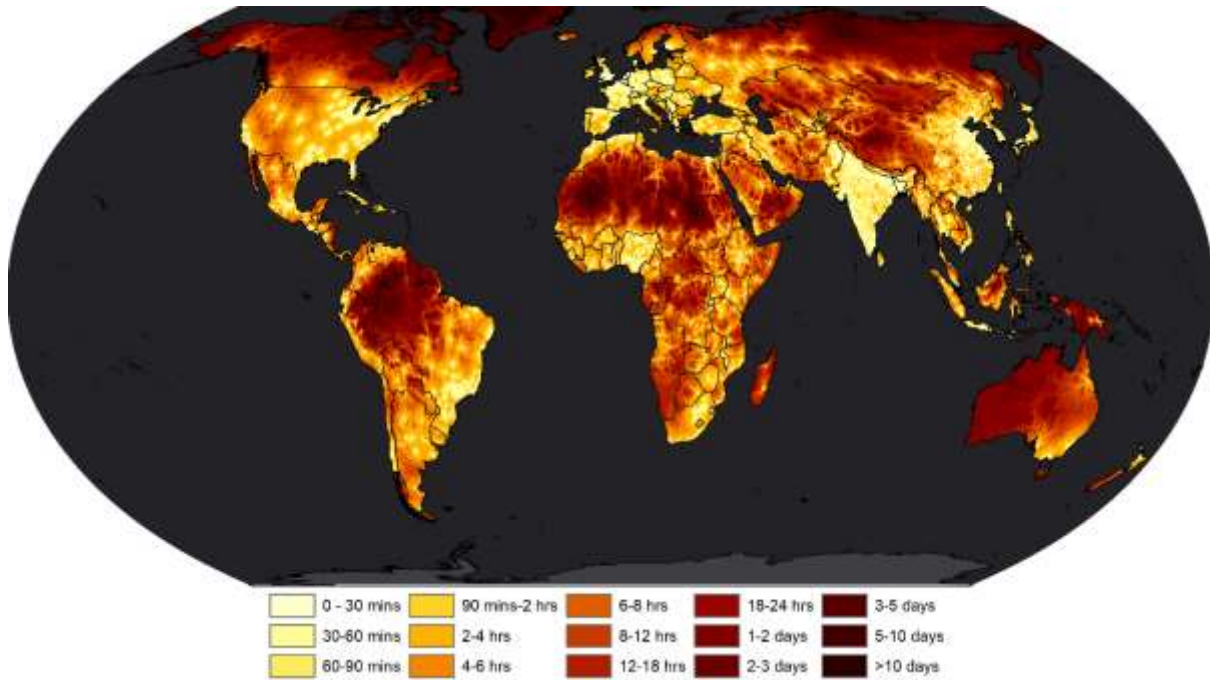 0 - 30 mins 90 mins-2 hrs 6-8 hrs 18-24 hrs 3-5 days
30-60 mins 2-4 hrs 8-12 hrs 1-2 days 5-10 days
60-90 mins 4-6 hrs 12-18 hrs 2-3 days >10 days